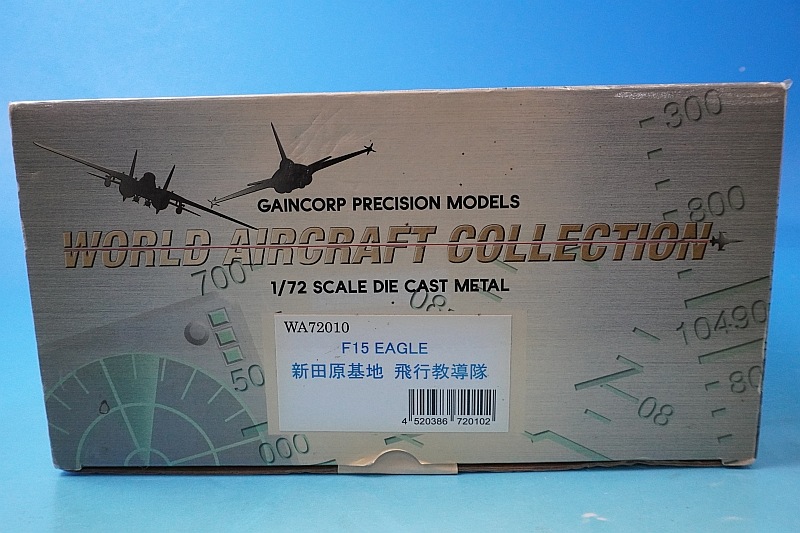 300
GAINCORP PRECISION MODELS
800
WORLD AIRCRAFT COLLECTION
700
1/72 SCALE DIE CAST METAL
08
WA72010
10490
F15 EAGLE
新田原基地 飛行教導隊
50
80
08
4 520386 720102
000